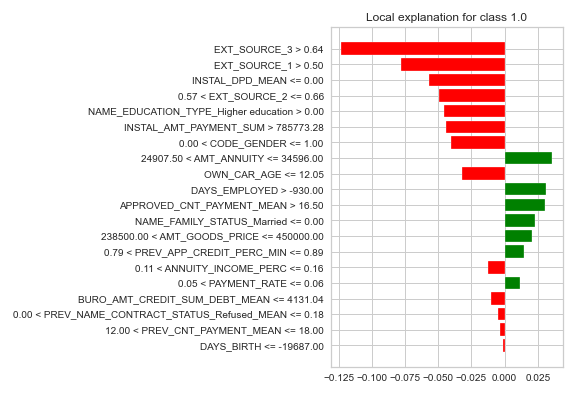 Local explanation for class 1.0
EXT_SOURCE_3 > 0.64
EXT_SOURCE_1 > 0.50
INSTAL_DPD_MEAN <= 0.00
0.57 < EXT_SOURCE_2 <= 0.66
NAME_EDUCATION_TYPE_Higher education > 0.00
INSTAL_AMT_PAYMENT_SUM > 785773.28
0.00 < CODE_GENDER <= 1.00
24907.50 < AMT_ANNUITY <= 34596.00
OWN_CAR_AGE <= 12.05
DAYS_EMPLOYED > -930.00
APPROVED_CNT_PAYMENT_MEAN > 16.50
NAME_FAMILY_STATUS_Married <= 0.00
238500.00 < AMT_GOODS_PRICE <= 450000.00
0.79 < PREV_APP_CREDIT_PERC_MIN <= 0.89
0.11 < ANNUITY_INCOME_PERC <= 0.16
0.05 < PAYMENT_RATE <= 0.06
BURO_AMT_CREDIT_SUM_DEBT_MEAN <= 4131.04
0.00 < PREV_NAME_CONTRACT_STATUS_Refused_MEAN <= 0.18
12.00 < PREV_CNT_PAYMENT_MEAN <= 18.00
DAYS_BIRTH <= -19687.00
−0.125 −0.100 −0.075 −0.050 −0.025 0.000 0.025